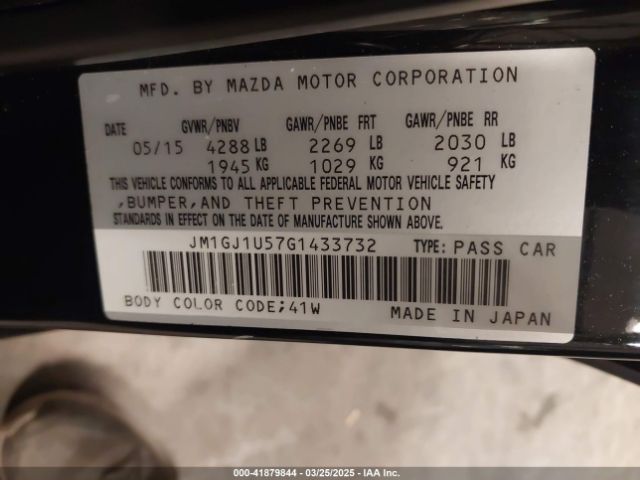 MFD. BY MAZDA MOTOR CORPORATION
DATE GVWR/PNBV GAWR/PNBE FRT GAWR/PNBE RR
05/15 4288 LB 2269 LB 2030 LB
1945 KG 1029 KG 921 KG
THIS VEHICLE CONFORMS TO ALL APPLICABLE FEDERAL MOTOR VEHICLE SAFETY
,BUMPER,AND THEFT PREVENTION
STANDARDS IN EFFECT ON THE DATE OF MANUFACTURE SHOWN ABOVE.
JM1GJ1U57G1433732 TYPE: PASS CAR
BODY COLOR CODE;41W MADE IN JAPAN
000-41879844 — 03/25/2025 — IAA Inc.